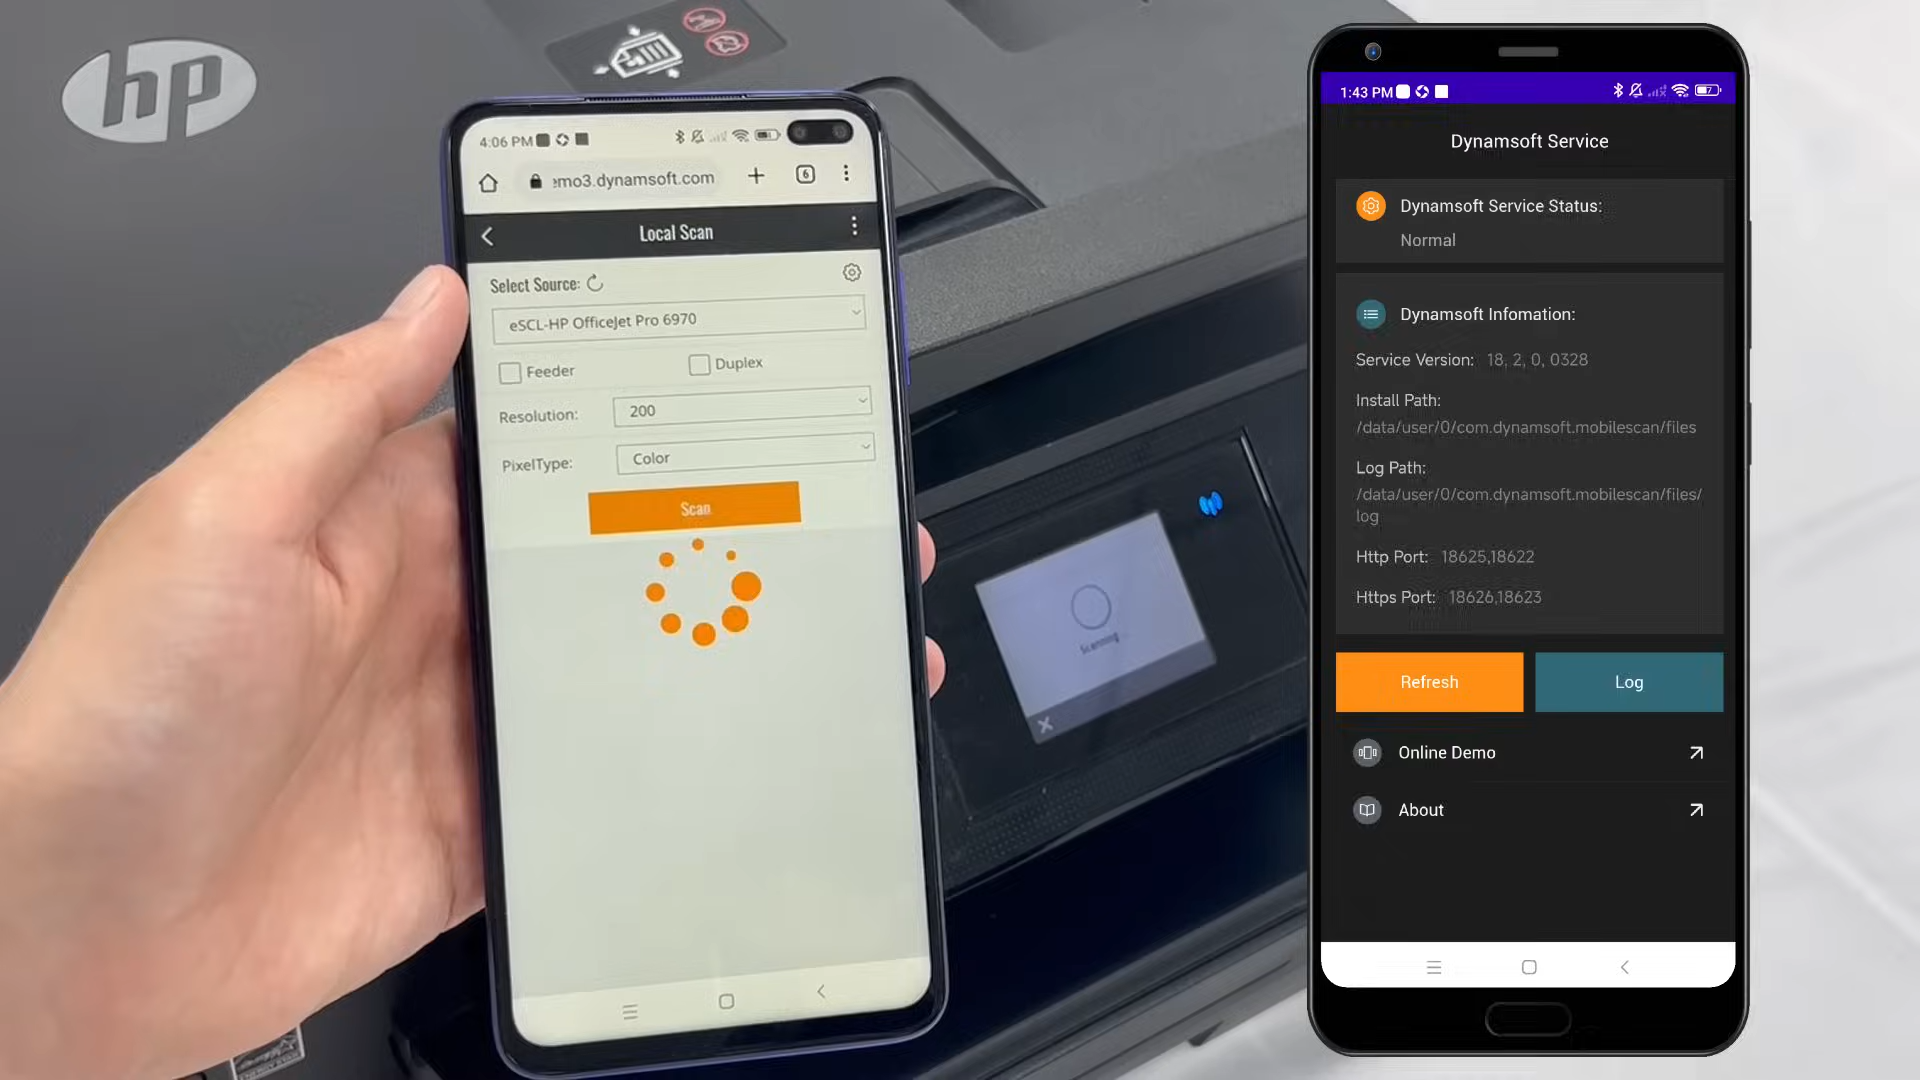 hp
4:06 PM
emo3.dynamsoft.com
6
Local Scan
Select Source:
eSCL-HP OfficeJet Pro 6970
Feeder
Duplex
Resolution:
200
PixelType:
Color
Scan
Scanning
1:43 PM
7
Dynamsoft Service
Dynamsoft Service Status:
Normal
Dynamsoft Infomation:
Service Version: 18, 2, 0, 0328
Install Path:
/data/user/0/com.dynamsoft.mobilescan/files
Log Path:
/data/user/0/com.dynamsoft.mobilescan/files/
log
Http Port: 18625,18622
Https Port: 18626,18623
Refresh
Log
Online Demo
About